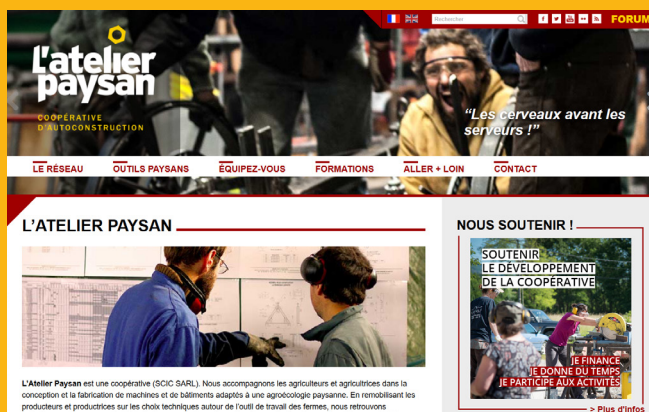 Rechercher
FORUM
L'atelier
paysan
COOPÉRATIVE
D'AUTOCONSTRUCTION
“Les cerveaux avant les
serveurs !”
LE RÉSEAU OUTILS PAYSANS ÉQUIPEZ-VOUS FORMATIONS ALLER + LOIN CONTACT
L'ATELIER PAYSAN
L'Atelier Paysan est une coopérative (SCIC SARL). Nous accompagnons les agriculteurs et agricultrices dans la
conception et la fabrication de machines et de bâtiments adaptés à une agroécologie paysanne. En remobilisant les
producteurs et productrices sur les choix techniques autour de l'outil de travail des fermes, nous retrouvons
NOUS SOUTENIR !
SOUTENIR
LE DÉVELOPPEMENT
DE LA COOPÉRATIVE
JE FINANCE
JE DONNE DU TEMPS
JE PARTICIPE AUX ACTIVITÉS
> Plus d'infos